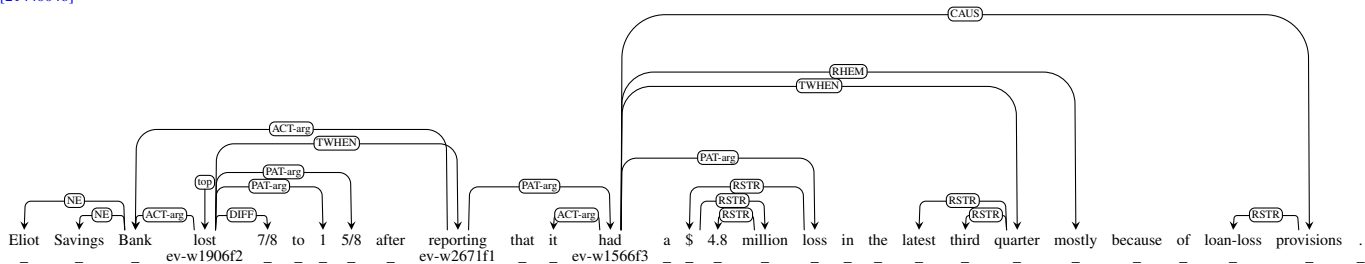 CAUS
RHEM
TWHEN
ACT-arg
TWHEN
PAT-arg
PAT-arg
top
PAT-arg
PAT-arg
RSTR
NE
RSTR
RSTR
NE
ACT-arg
DIFF
ACT-arg
RSTR
RSTR
RSTR
Eliot Savings Bank lost 7/8 to 1 5/8 after reporting that it had a $ 4.8 million loss in the latest third quarter mostly because of loan-loss provisions .
_ _ _ ev-w1906f2 _ _ _ _ _ ev-w2671f1 _ _ ev-w1566f3 _ _ _ _ _ _ _ _ _ _ _ _ _ _ _ _